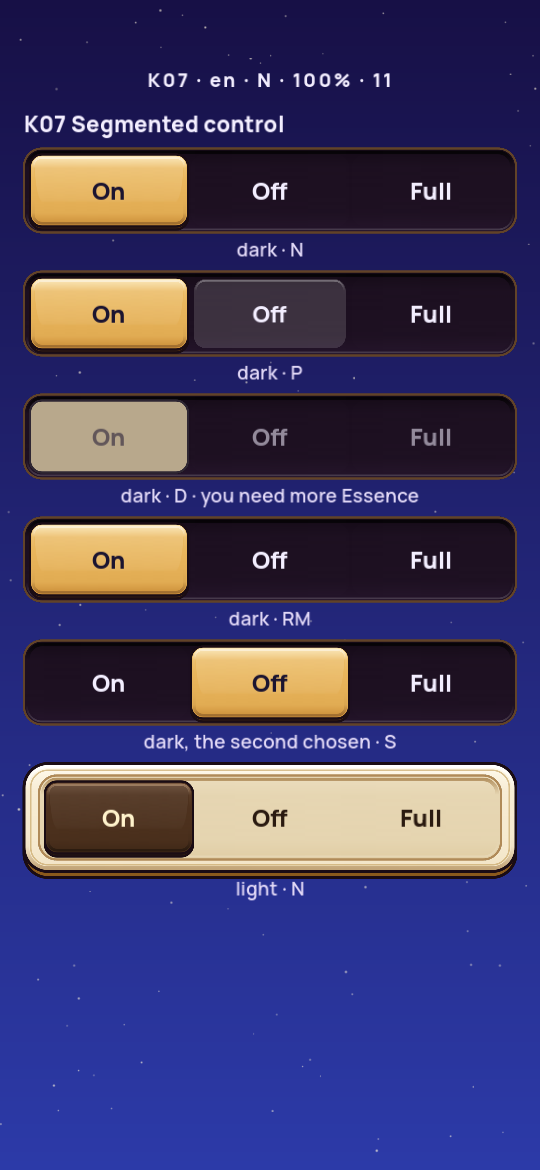 K07 · en · N · 100% · 11
K07 Segmented control
On Off Full
dark · N
On Off Full
dark · P
On Off Full
dark · D · you need more Essence
On Off Full
dark · RM
On Off Full
dark, the second chosen · S
On Off Full
light · N